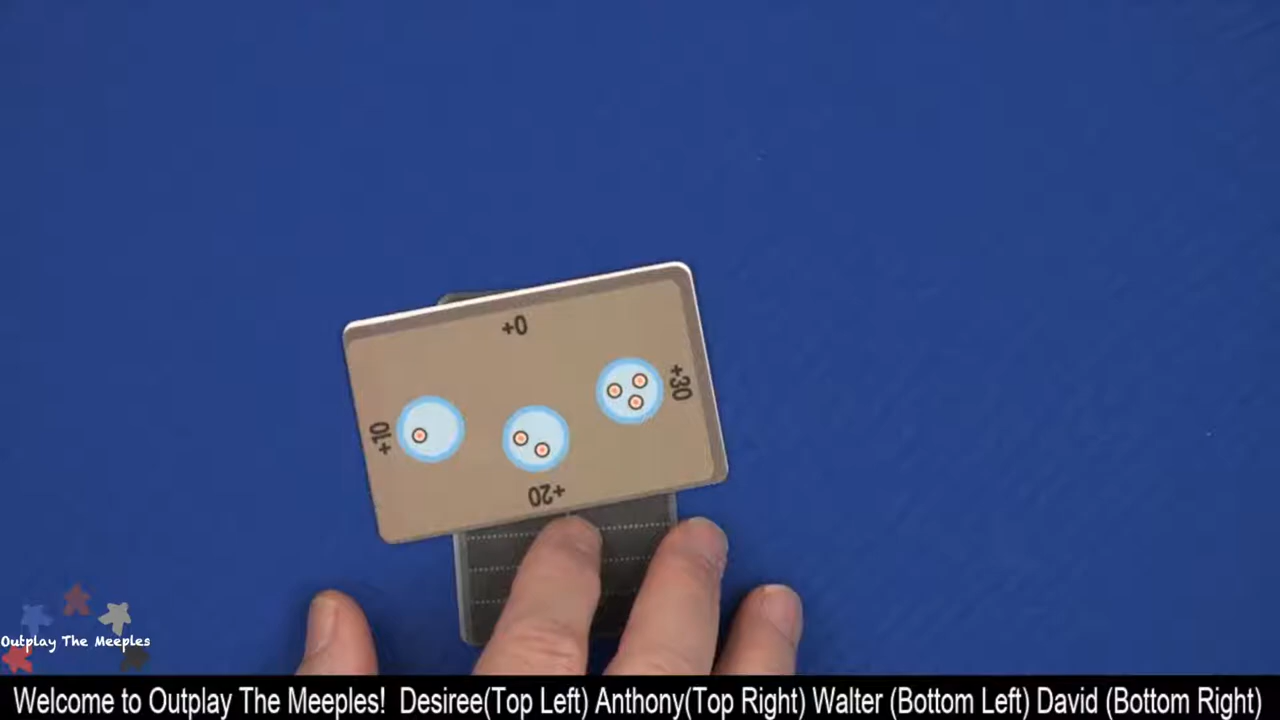 0+
+30
+10
+20
Outplay The Meeples
Welcome to Outplay The Meeples! Desiree(Top Left) Anthony(Top Right) Walter (Bottom Left) David (Bottom Right)